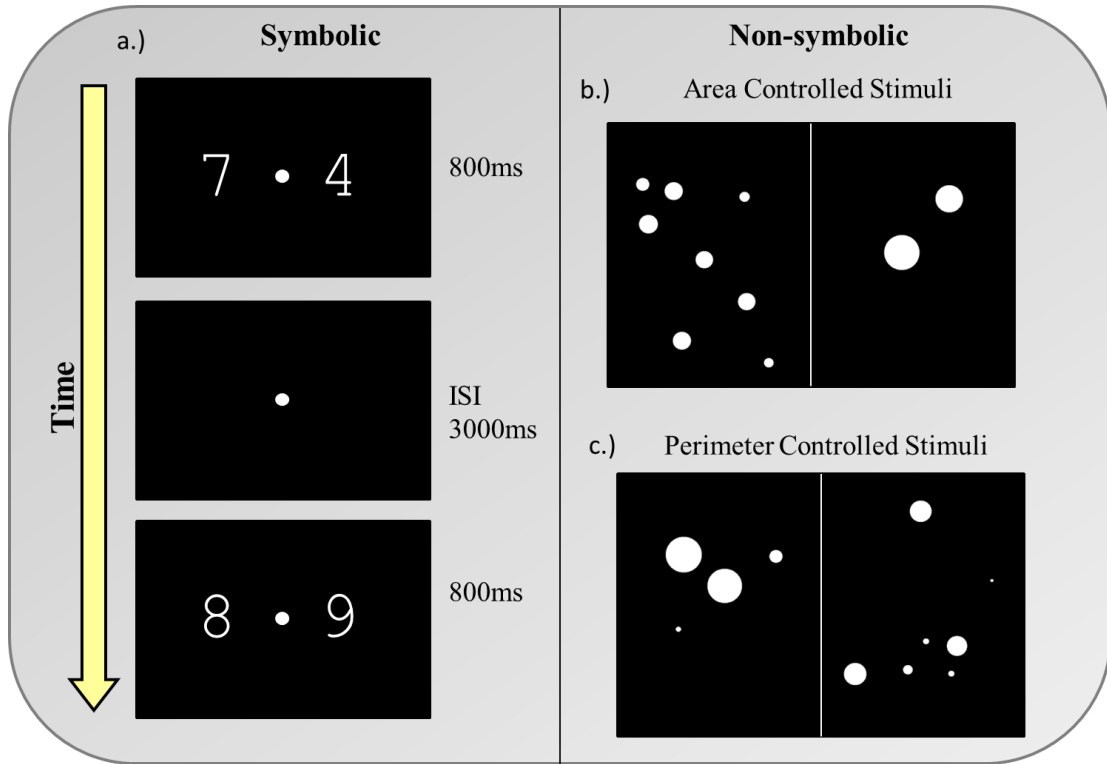 a.)
Symbolic
7 4
800ms
ISI
3000ms
8 9
800ms
Time
Non-symbolic
b.)
Area Controlled Stimuli
c.)
Perimeter Controlled Stimuli